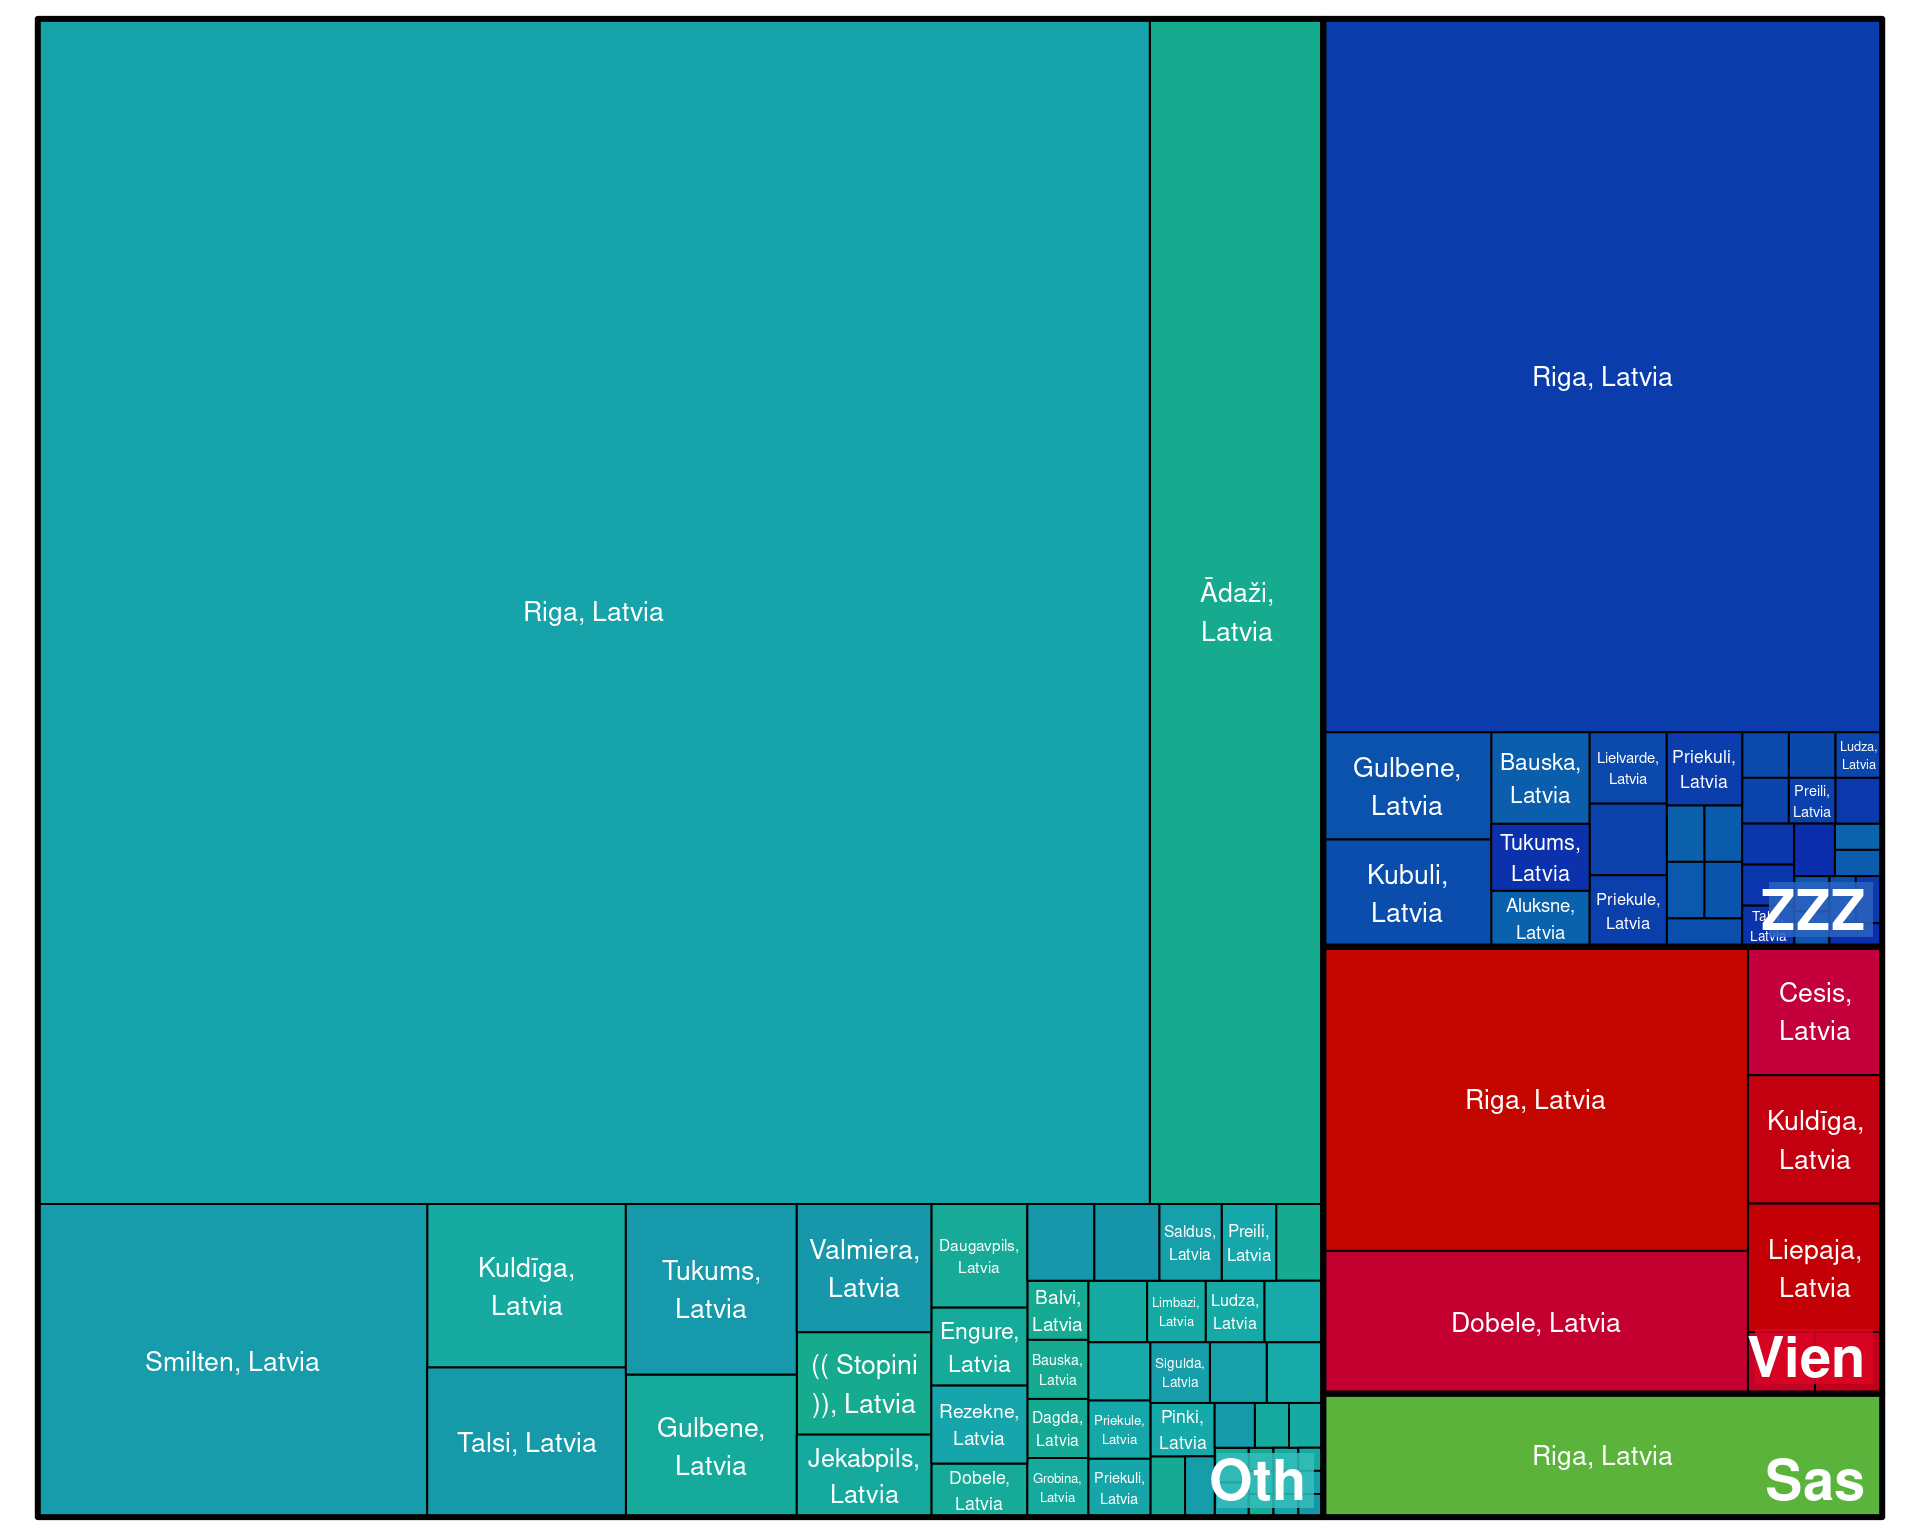 Riga, Latvia
Ādaži,
Latvia
Smilten, Latvia
Kuldīga,
Latvia
Talsi, Latvia
Tukums,
Latvia
Gulbene,
Latvia
Valmiera,
Latvia
(( Stopini
)), Latvia
Jekabpils,
Latvia
Daugavpils,
Latvia
Engure,
Latvia
Rezekne,
Latvia
Dobele,
Latvia
Balvi,
Latvia
Bauska,
Latvia
Dagda,
Latvia
Grobina,
Latvia
Saldus,
Latvia
Preili,
Latvia
Limbazi,
Latvia
Ludza,
Latvia
Sigulda,
Latvia
Priekule,
Latvia
Pinki,
Latvia
Priekuli,
Latvia
Oth
Riga, Latvia
Gulbene,
Latvia
Kubuli,
Latvia
Bauska,
Latvia
Tukums,
Latvia
Aluksne,
Latvia
Lielvarde,
Latvia
Priekule,
Latvia
Priekuli,
Latvia
Ludza,
Latvia
Preili,
Latvia
Latvia
ZZZ
Riga, Latvia
Dobele, Latvia
Cesis,
Latvia
Kuldīga,
Latvia
Liepaja,
Latvia
Vien
Riga, Latvia
Sas